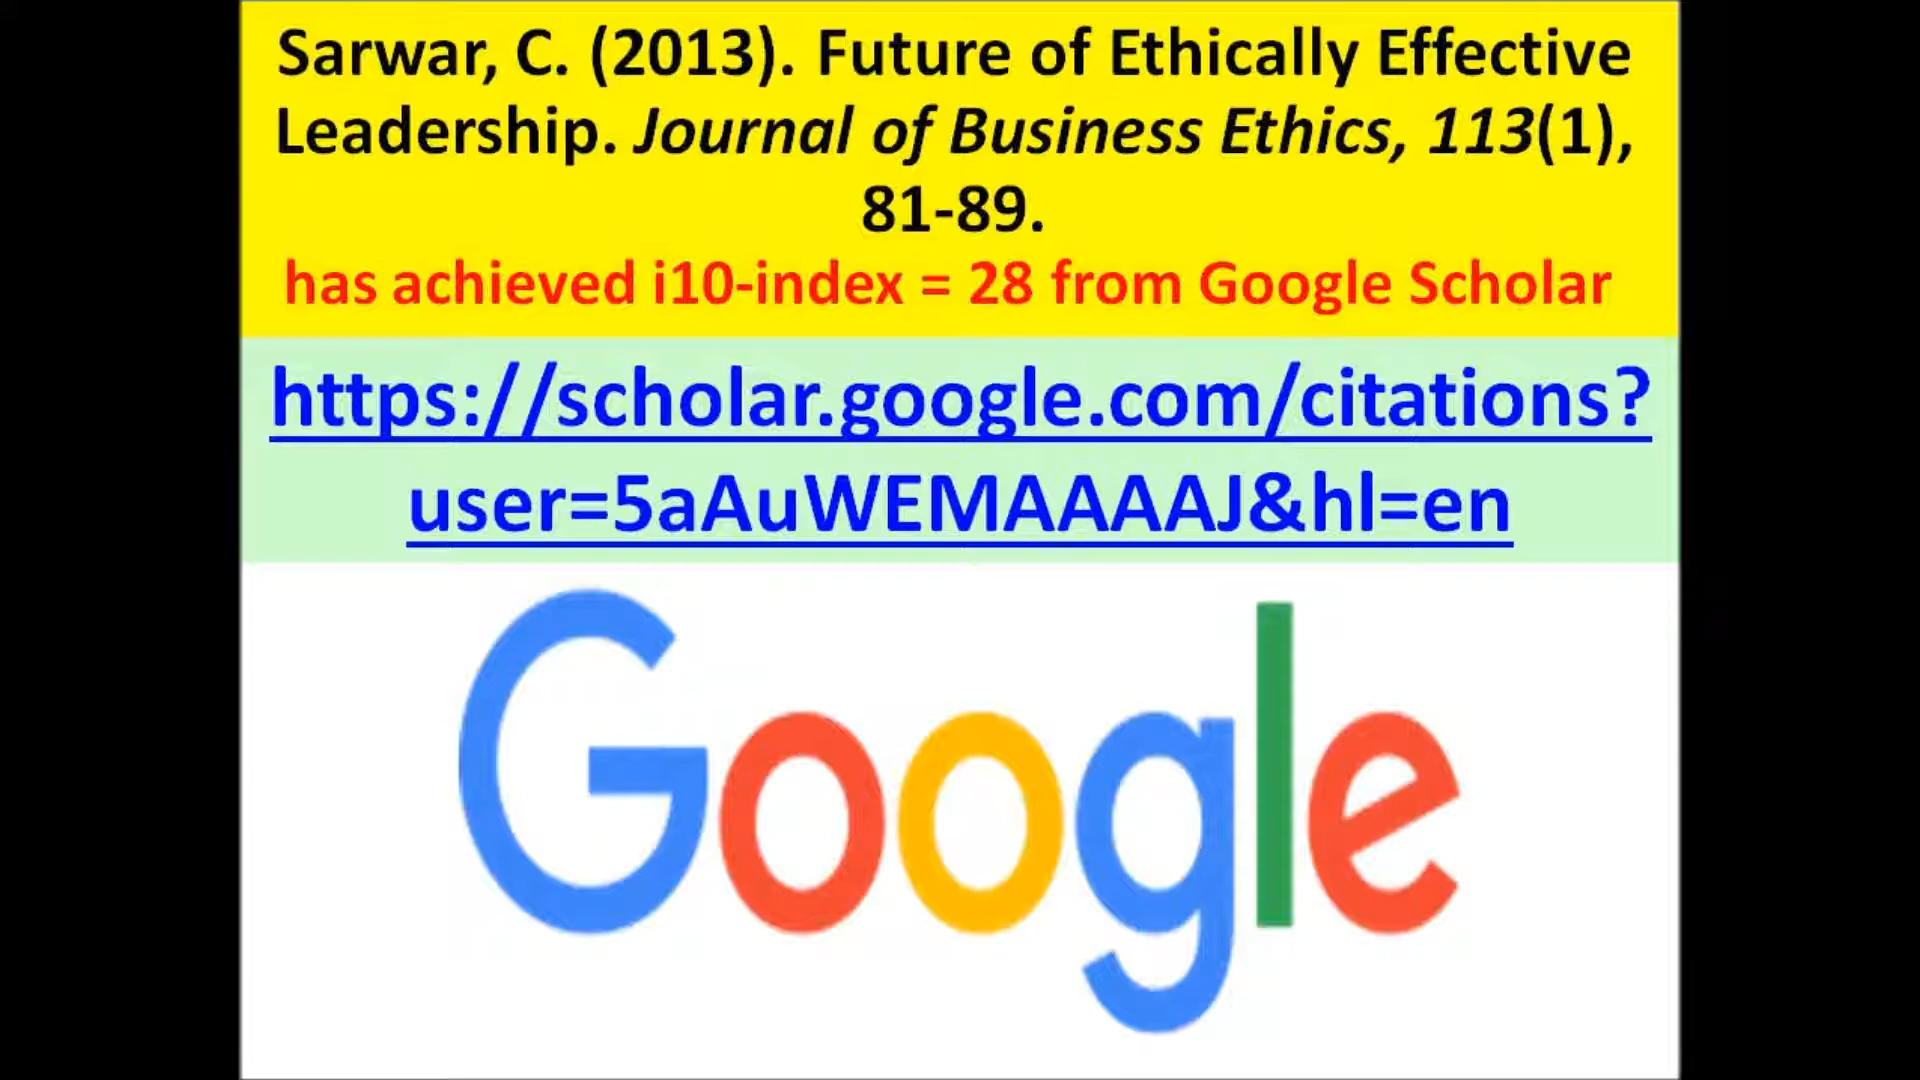 Sarwar, C. (2013). Future of Ethically Effective
Leadership. Journal of Business Ethics, 113(1),
81-89.
has achieved i10-index = 28 from Google Scholar
https://scholar.google.com/citations?
user=5aAuWEMAAAAJ&hl=en
Google